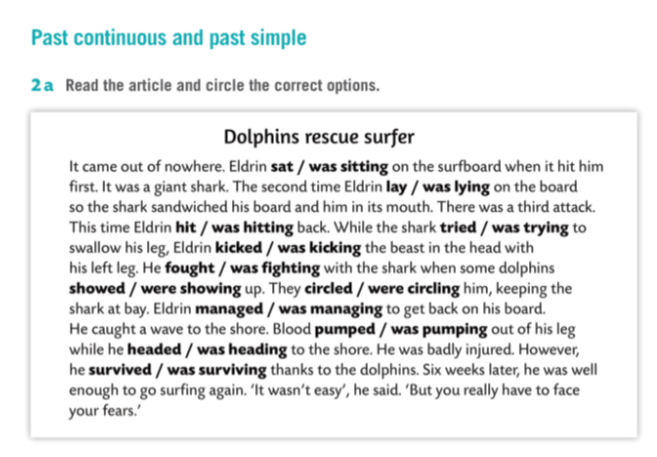 Past continuous and past simple
2a Read the article and circle the correct options.
Dolphins rescue surfer
It came out of nowhere. Eldrin sat / was sitting on the surfboard when it hit him
first. It was a giant shark. The second time Eldrin lay / was lying on the board
so the shark sandwiched his board and him in its mouth. There was a third attack.
This time Eldrin hit / was hitting back. While the shark tried / was trying to
swallow his leg, Eldrin kicked / was kicking the beast in the head with
his left leg. He fought / was fighting with the shark when some dolphins
showed / were showing up. They circled / were circling him, keeping the
shark at bay. Eldrin managed / was managing to get back on his board.
He caught a wave to the shore. Blood pumped / was pumping out of his leg
while he headed / was heading to the shore. He was badly injured. However,
he survived / was surviving thanks to the dolphins. Six weeks later, he was well
enough to go surfing again. ‘It wasn’t easy’, he said. ‘But you really have to face
your fears.’